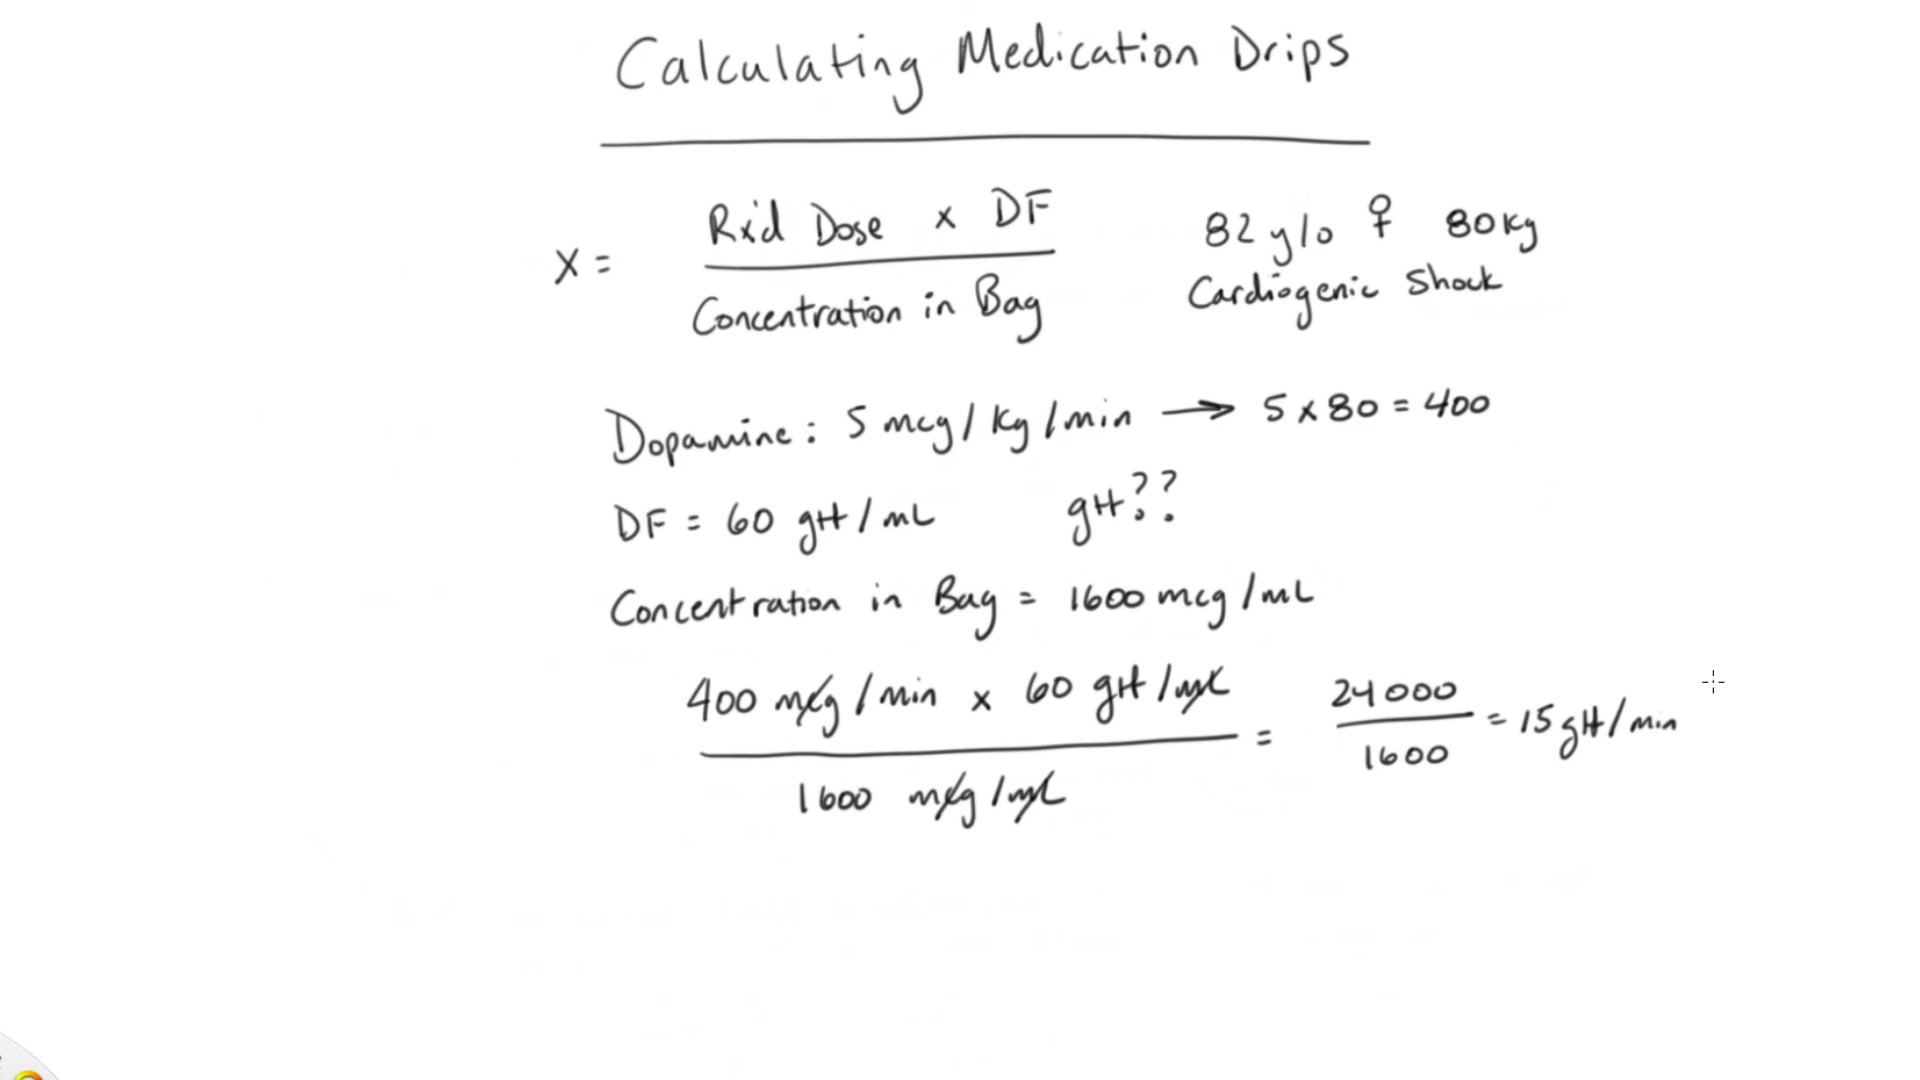 Calculating Medication Drips
X = Rx'd Dose x DF
Concentration in Bag
82 y/o ♀ 80kg
Cardiogenic Shock
Dopamine: 5 mcg/kg/min → 5 x 80 = 400
DF = 60 gtt/mL gtt??
Concentration in Bag = 1600 mcg/mL
400 mcg/min x 60 gtt/mL
1600 mcg/mL
= 24000
1600
= 15 gtt/min